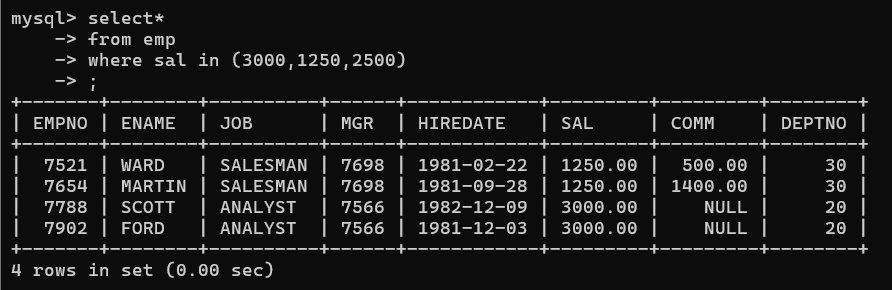 mysql> select*
    -> from emp
    -> where sal in (3000,1250,2500)
    -> ;
+-------+--------+----------+------+------------+---------+---------+--------+
| EMPNO | ENAME  | JOB      | MGR  | HIREDATE   | SAL     | COMM    | DEPTNO |
+-------+--------+----------+------+------------+---------+---------+--------+
|  7521 | WARD   | SALESMAN | 7698 | 1981-02-22 | 1250.00 |  500.00 |     30 |
|  7654 | MARTIN | SALESMAN | 7698 | 1981-09-28 | 1250.00 | 1400.00 |     30 |
|  7788 | SCOTT  | ANALYST  | 7566 | 1982-12-09 | 3000.00 |    NULL |     20 |
|  7902 | FORD   | ANALYST  | 7566 | 1981-12-03 | 3000.00 |    NULL |     20 |
+-------+--------+----------+------+------------+---------+---------+--------+
4 rows in set (0.00 sec)